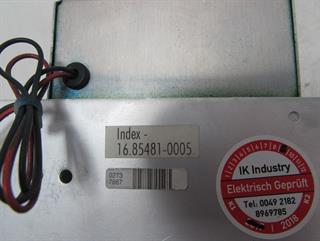 Index -
16.85481-0005
0273
7867
IK Industry
Elektrisch Geprüft
Tel: 0049 2182
8969785
2018